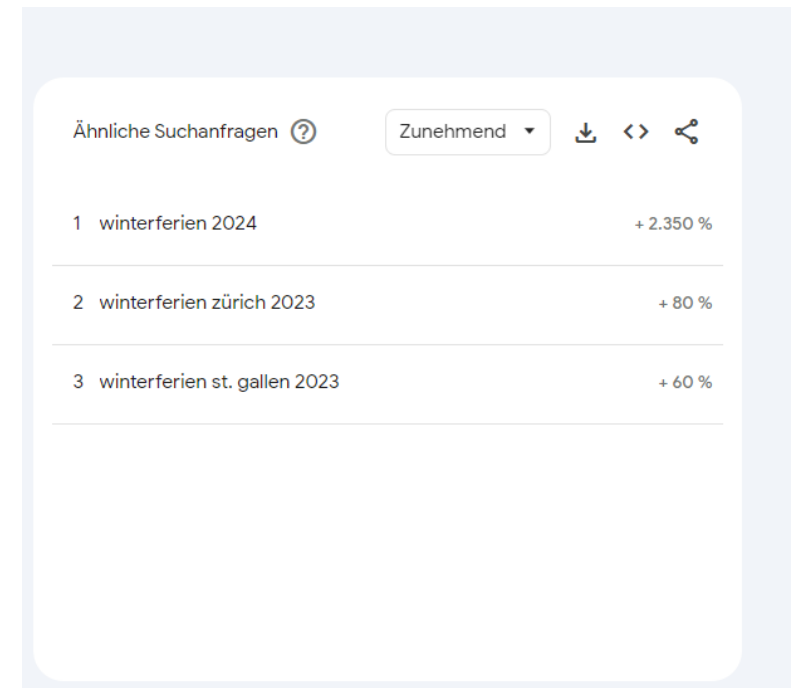 Ähnliche Suchanfragen
Zunehmend
1 winterferien 2024 + 2.350 %
2 winterferien zürich 2023 + 80 %
3 winterferien st. gallen 2023 + 60 %